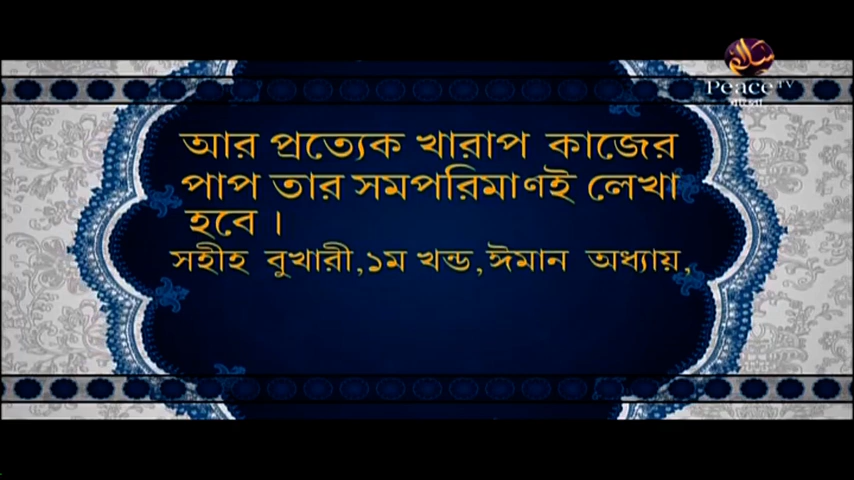 Peace TV
বাংলা
আর প্রত্যেক খারাপ কাজের
পাপ তার সমপরিমাণই লেখা
হবে ।
সহীহ বুখারী,১ম খন্ড,ঈমান অধ্যায়,